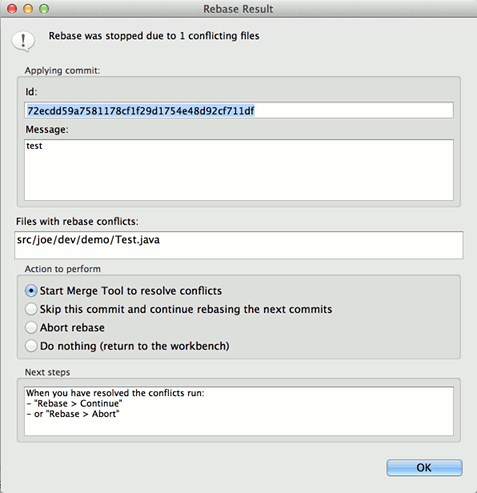 Rebase Result
Rebase was stopped due to 1 conflicting files
Applying commit:
Id:
72ecdd59a7581178cf1f29d1754e48d92cf711df
Message:
test
Files with rebase conflicts:
src/joe/dev/demo/Test.java
Action to perform
Start Merge Tool to resolve conflicts
Skip this commit and continue rebasing the next commits
Abort rebase
Do nothing (return to the workbench)
Next steps
When you have resolved the conflicts run:
- "Rebase > Continue"
- or "Rebase > Abort"
OK